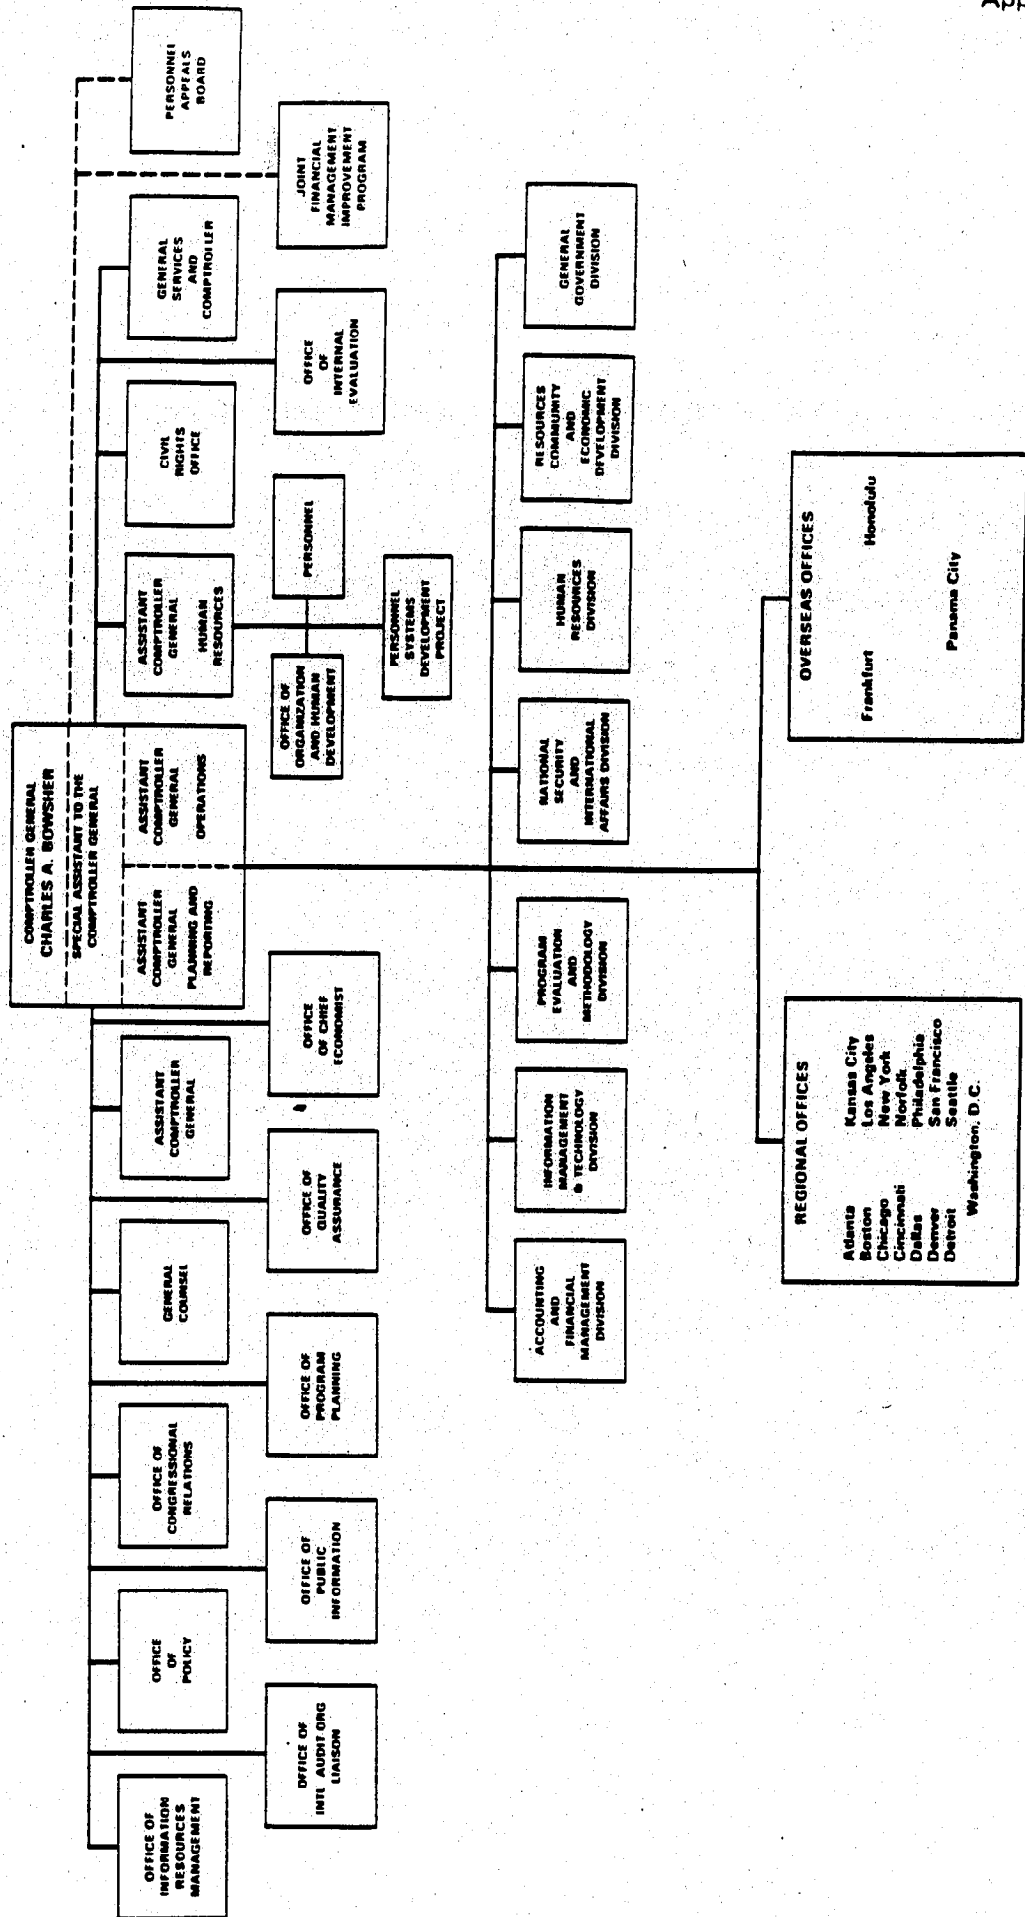 COMPTROLLER GENERAL
CHARLES A. BOWSHER
SPECIAL ASSISTANT TO THE
COMPTROLLER GENERAL
ASSISTANT
COMPTROLLER
GENERAL
PLANNING AND
REPORTING
ASSISTANT
COMPTROLLER
GENERAL
OPERATIONS
OFFICE OF
INFORMATION
RESOURCES
MANAGEMENT
OFFICE
OF
POLICY
OFFICE OF
CONGRESSIONAL
RELATIONS
GENERAL
COUNSEL
ASSISTANT
COMPTROLLER
GENERAL
ASSISTANT
COMPTROLLER
GENERAL
HUMAN
RESOURCES
CIVIL
RIGHTS
OFFICE
GENERAL
SERVICES
AND
COMPTROLLER
PERSONNEL
APPEALS
BOARD
OFFICE OF
INTL AUDIT ORG
LIAISON
OFFICE OF
PUBLIC
INFORMATION
OFFICE OF
PROGRAM
PLANNING
OFFICE OF
QUALITY
ASSURANCE
OFFICE
OF CHIEF
ECONOMIST
OFFICE OF
ORGANIZATION
AND HUMAN
DEVELOPMENT
PERSONNEL
PERSONNEL
SYSTEMS
DEVELOPMENT
PROJECT
OFFICE
OF
INTERNAL
EVALUATION
JOINT
FINANCIAL
MANAGEMENT
IMPROVEMENT
PROGRAM
ACCOUNTING
AND
FINANCIAL
MANAGEMENT
DIVISION
INFORMATION
MANAGEMENT
& TECHNOLOGY
DIVISION
PROGRAM
EVALUATION
AND
METHODOLOGY
DIVISION
NATIONAL
SECURITY
AND
INTERNATIONAL
AFFAIRS DIVISION
HUMAN
RESOURCES
DIVISION
RESOURCES
COMMUNITY
AND
ECONOMIC
DEVELOPMENT
DIVISION
GENERAL
GOVERNMENT
DIVISION
REGIONAL OFFICES
Atlanta Kansas City
Boston Los Angeles
Chicago New York
Cincinnati Norfolk
Dallas Philadelphia
Denver San Francisco
Detroit Seattle
Washington, D.C.
OVERSEAS OFFICES
Frankfurt Honolulu
Panama City